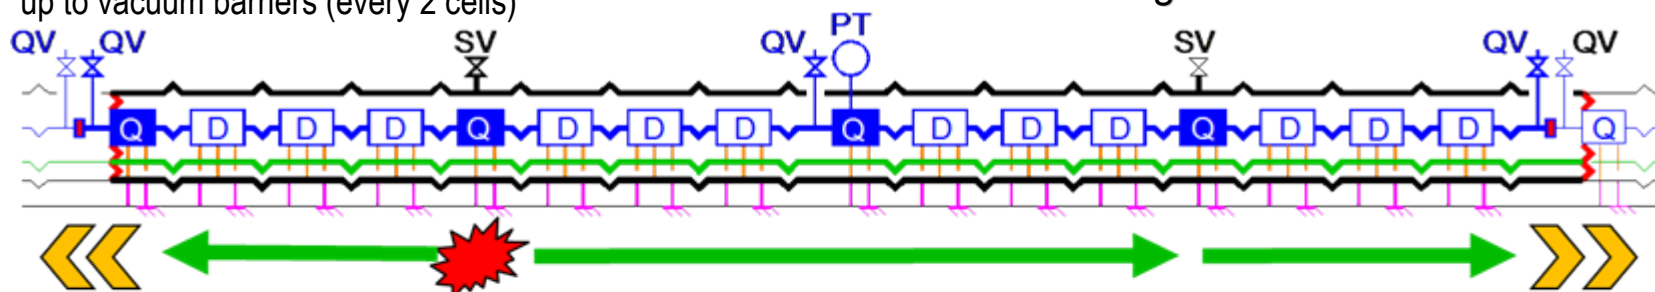 up to vacuum barriers (every 2 cells)
QV QV SV QV PT SV QV QV
Q D D D Q D D D Q D D D Q D D D Q